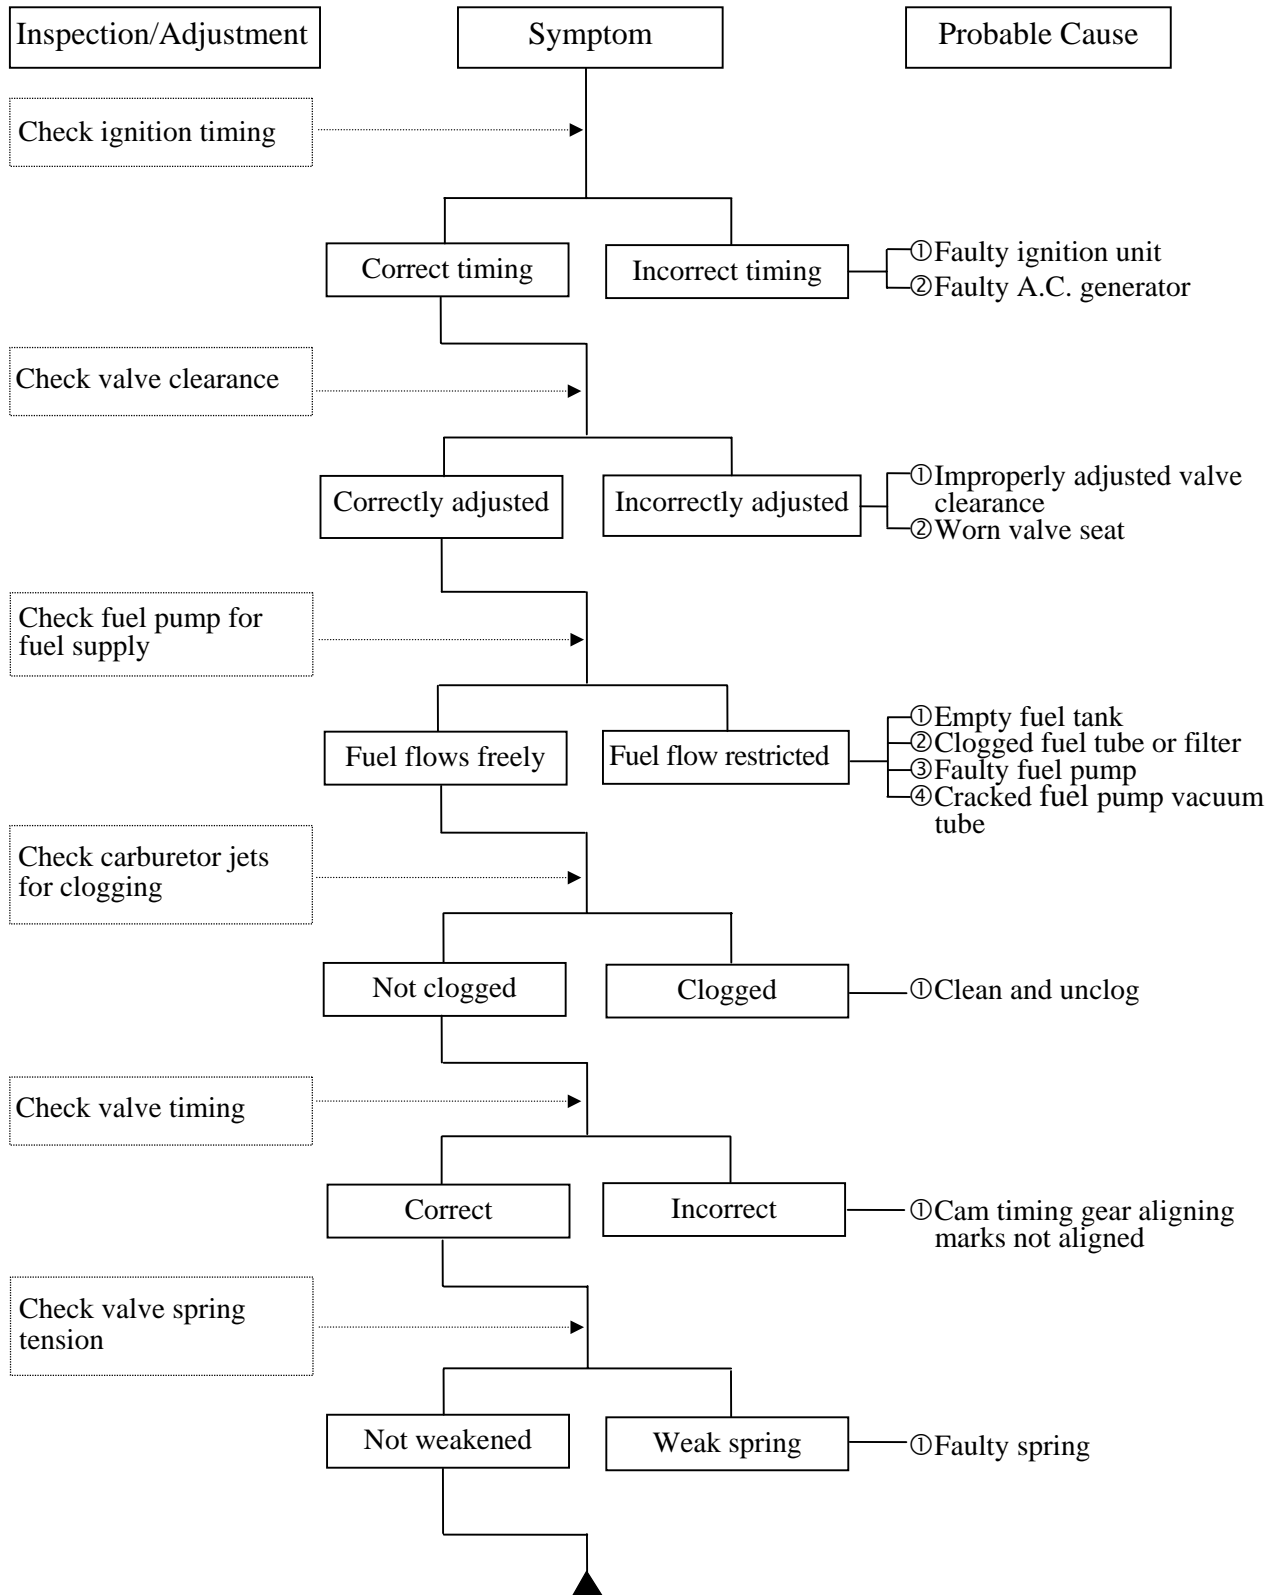 Inspection/Adjustment
Symptom
Probable Cause
Check ignition timing
Correct timing
Incorrect timing
①Faulty ignition unit
②Faulty A.C. generator
Check valve clearance
Correctly adjusted
Incorrectly adjusted
①Improperly adjusted valve
clearance
②Worn valve seat
Check fuel pump for
fuel supply
Fuel flows freely
Fuel flow restricted
①Empty fuel tank
②Clogged fuel tube or filter
③Faulty fuel pump
④Cracked fuel pump vacuum
tube
Check carburetor jets
for clogging
Not clogged
Clogged
①Clean and unclog
Check valve timing
Correct
Incorrect
①Cam timing gear aligning
marks not aligned
Check valve spring
tension
Not weakened
Weak spring
①Faulty spring